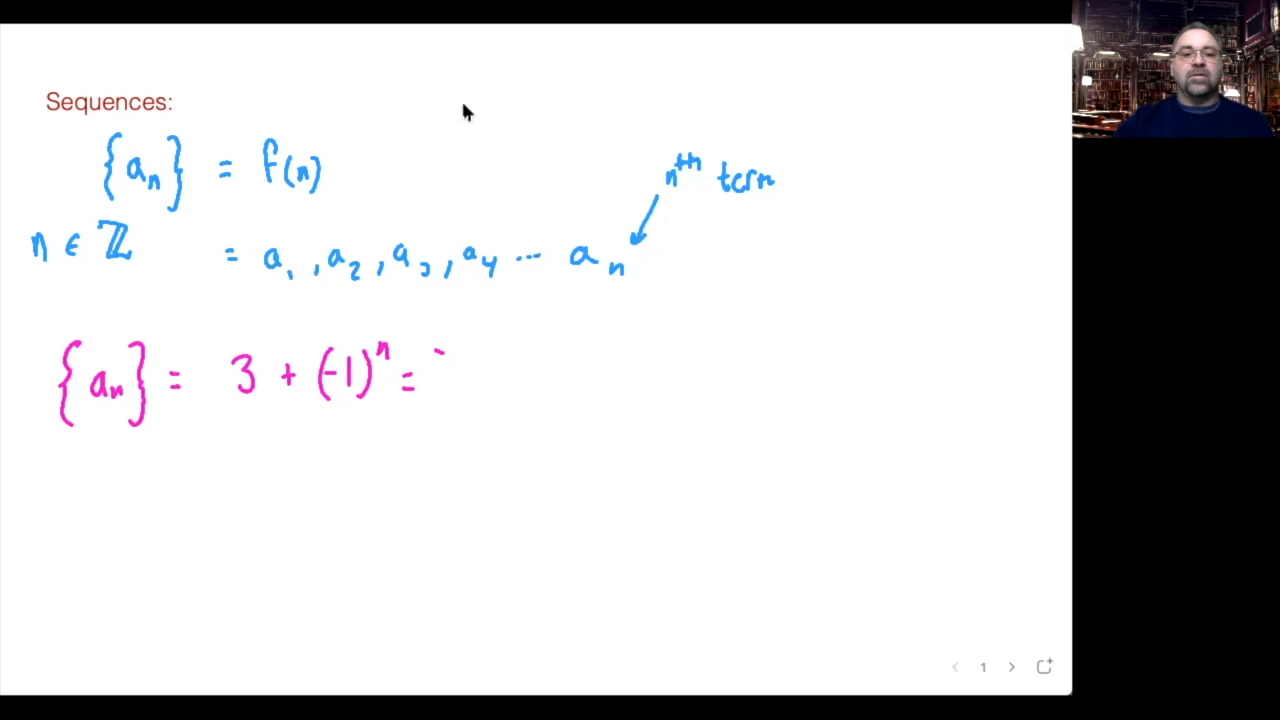 Sequences:
{aₙ} = f(n)
nᵗʰ term
n ∈ ℤ = a₁, a₂, a₃, a₄ ... aₙ
{aₙ} = 3 + (-1)ⁿ =
1